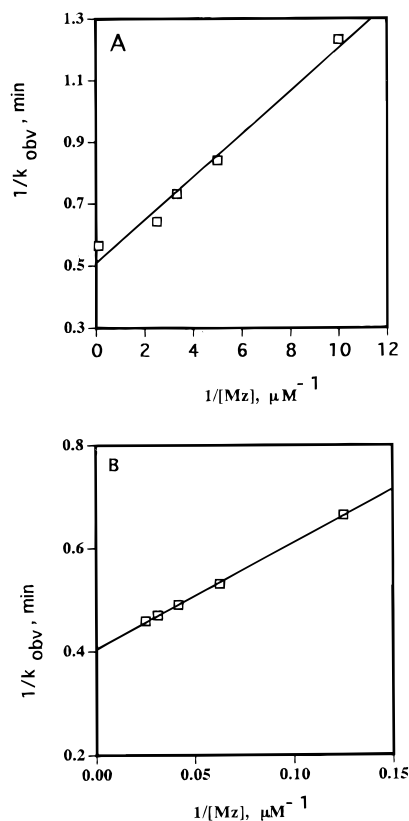 A
1.3
1.1
0.9
0.7
0.5
0.3
1/k obv , min
0 2 4 6 8 10 12
1/[Mz], μM⁻¹
B
0.8
0.6
0.4
0.2
1/k obv , min
0.00 0.05 0.10 0.15
1/[Mz], μM⁻¹